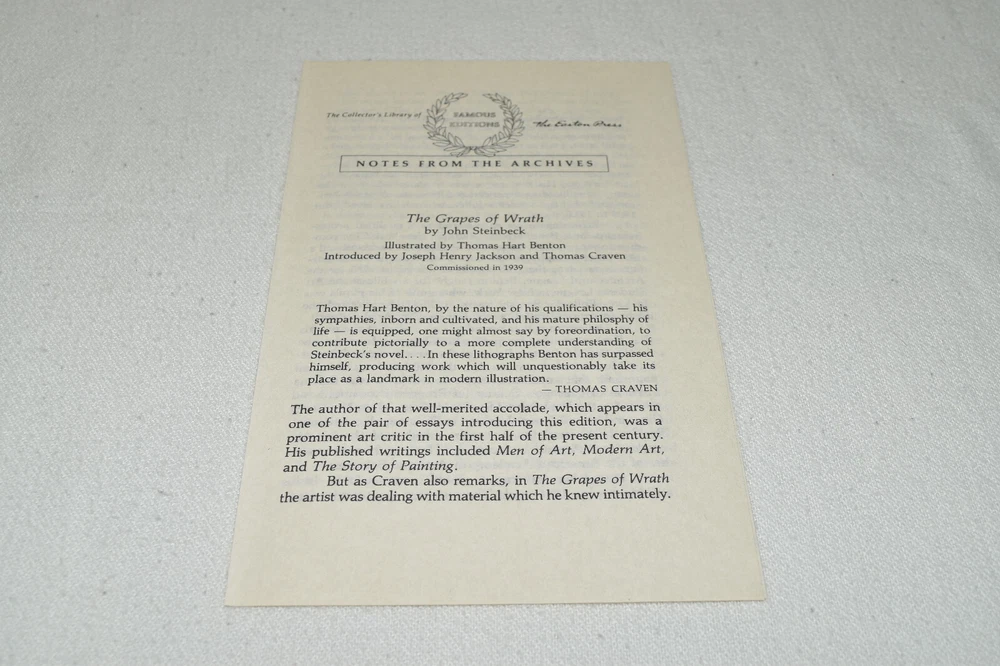 The Collector's Library of
FAMOUS
EDITIONS
The Easton Press
NOTES FROM THE ARCHIVES
The Grapes of Wrath
by John Steinbeck
Illustrated by Thomas Hart Benton
Introduced by Joseph Henry Jackson and Thomas Craven
Commissioned in 1939
Thomas Hart Benton, by the nature of his qualifications — his
sympathies, inborn and cultivated, and his mature philosphy of
life — is equipped, one might almost say by foreordination, to
contribute pictorially to a more complete understanding of
Steinbeck's novel. . . . In these lithographs Benton has surpassed
himself, producing work which will unquestionably take its
place as a landmark in modern illustration.
— THOMAS CRAVEN
The author of that well-merited accolade, which appears in
one of the pair of essays introducing this edition, was a
prominent art critic in the first half of the present century.
His published writings included Men of Art, Modern Art,
and The Story of Painting.
But as Craven also remarks, in The Grapes of Wrath
the artist was dealing with material which he knew intimately.